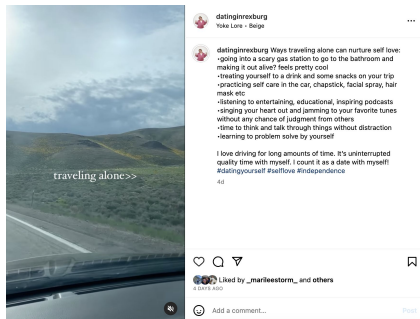 traveling alone>>
datinginrexburg
Yoke Lore • Beige
datinginrexburg Ways traveling alone can nurture self love:
•going into a scary gas station to go to the bathroom and
making it out alive? feels pretty cool
•treating yourself to a drink and some snacks on your trip
•practicing self care in the car, chapstick, facial spray, hair
mask etc
•listening to entertaining, educational, inspiring podcasts
•singing your heart out and jamming to your favorite tunes
without any chance of judgment from others
•time to think and talk through things without distraction
•learning to problem solve by yourself
I love driving for long amounts of time. It's uninterrupted
quality time with myself. I count it as a date with myself!
#datingyourself #selflove #independence
4d
Liked by _marileestorm_ and others
4 DAYS AGO
Add a comment...
Post